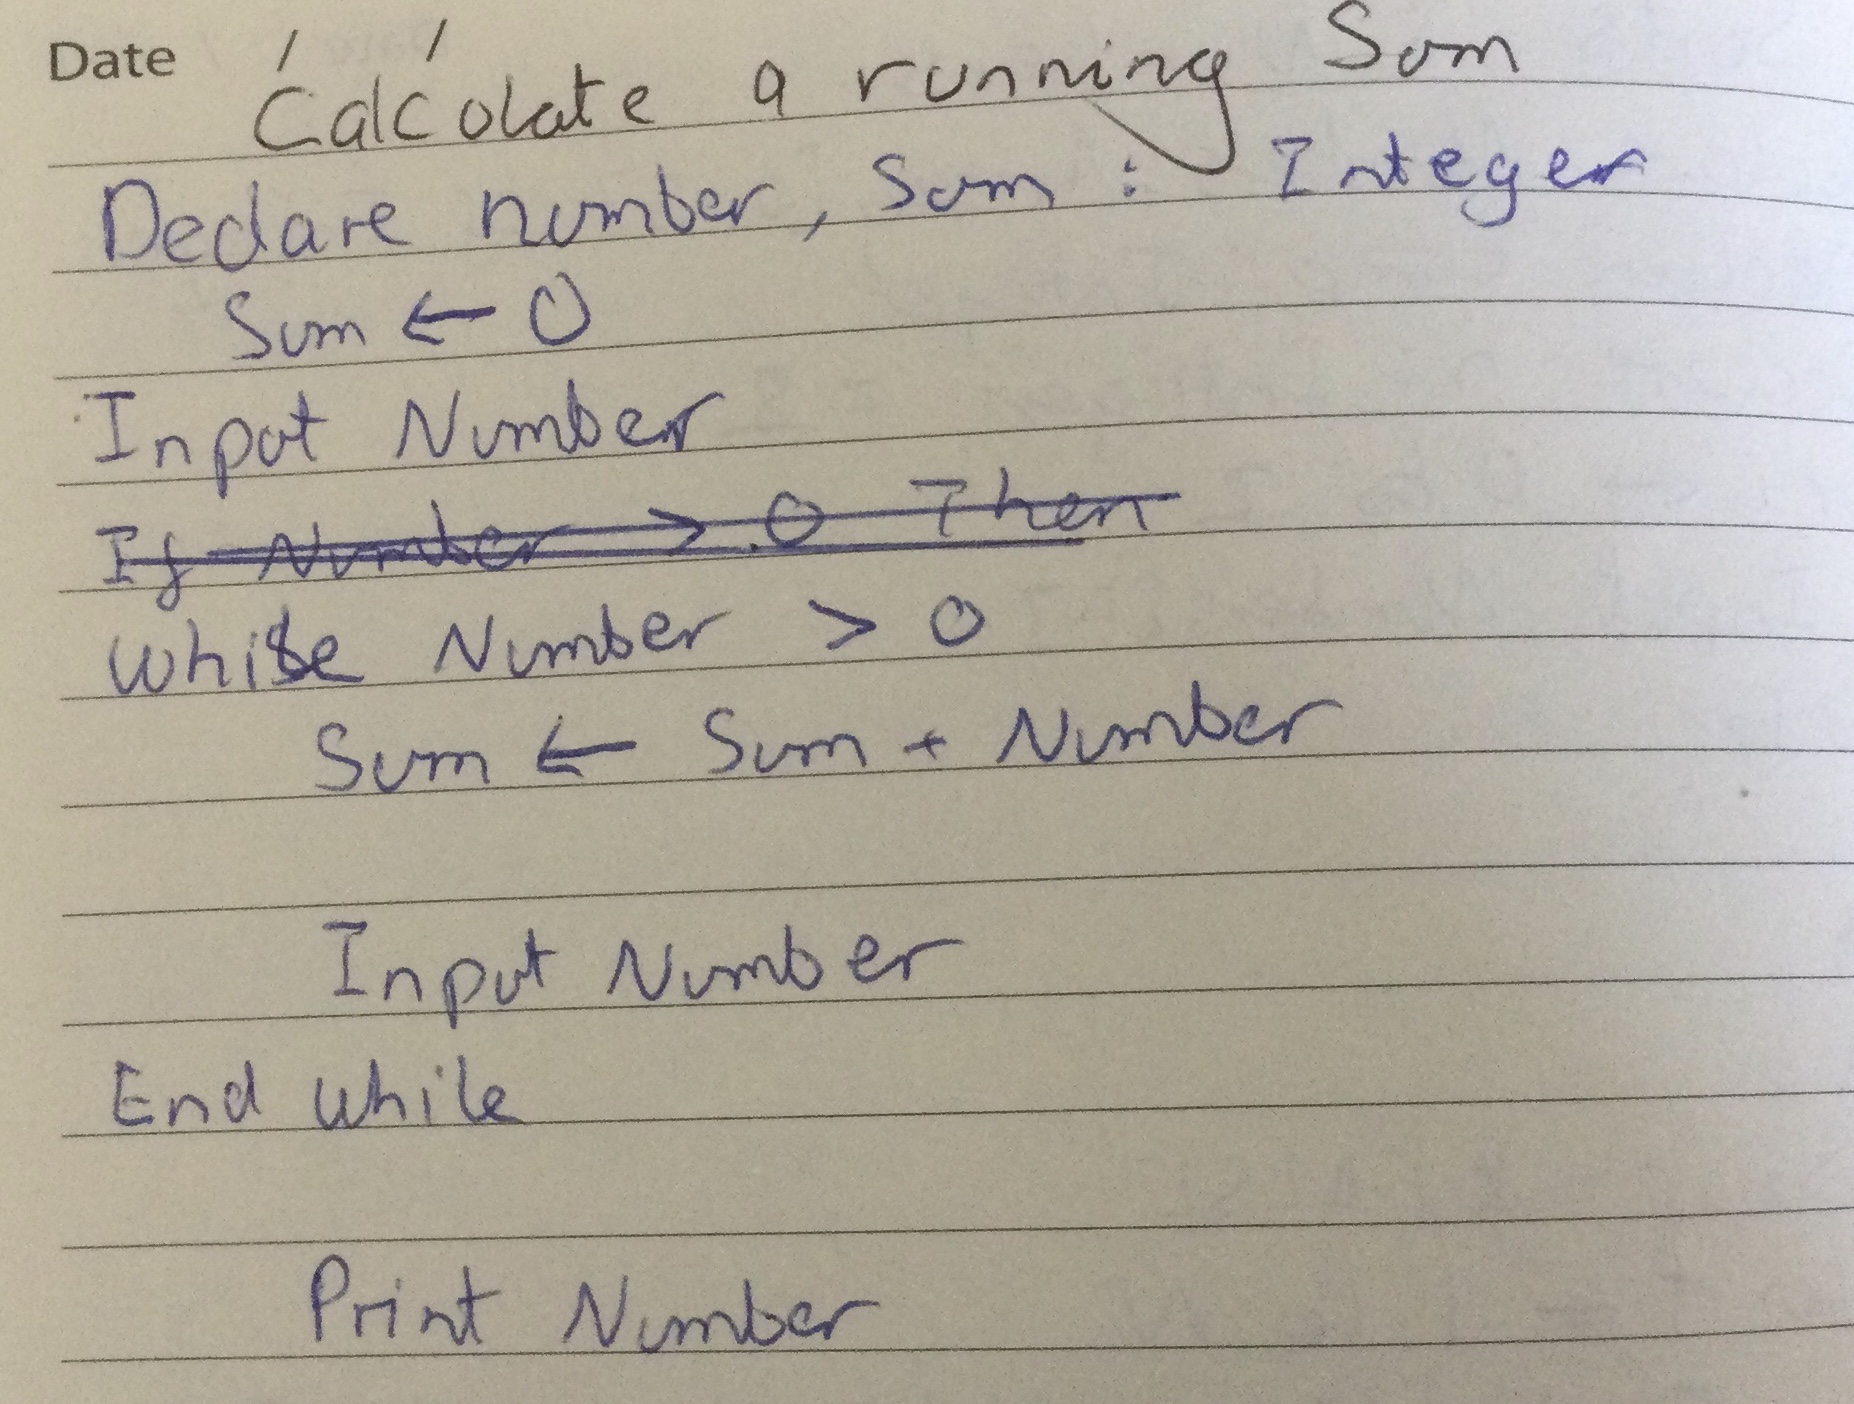 Date / /
Calculate a running Sum
Declare number, Sum : Integer
Sum ← 0
Input Number
If Number > 0 Then
While Number > 0
Sum ← Sum + Number
Input Number
End While
Print Number